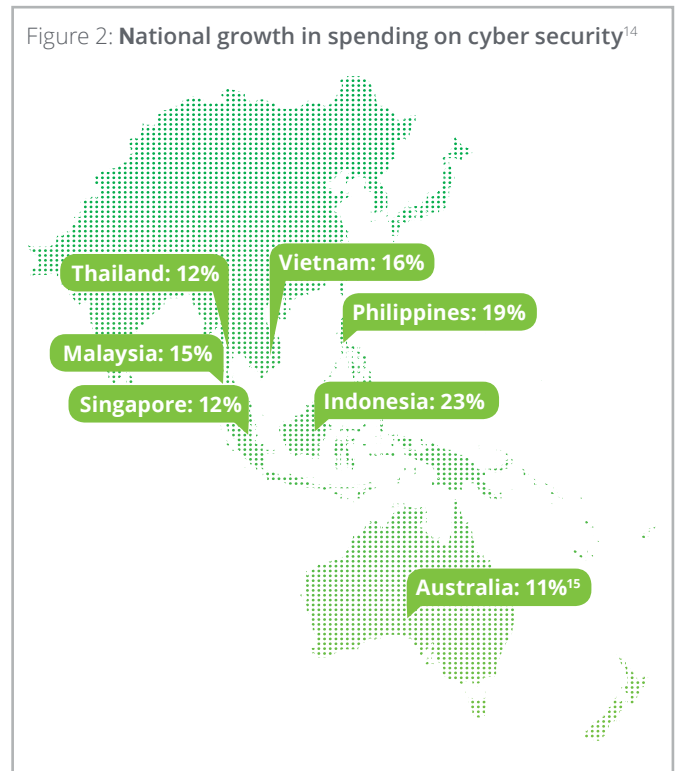 Figure 2: National growth in spending on cyber security¹⁴
Vietnam: 16%
Thailand: 12%
Philippines: 19%
Malaysia: 15%
Singapore: 12%
Indonesia: 23%
Australia: 11%¹⁵